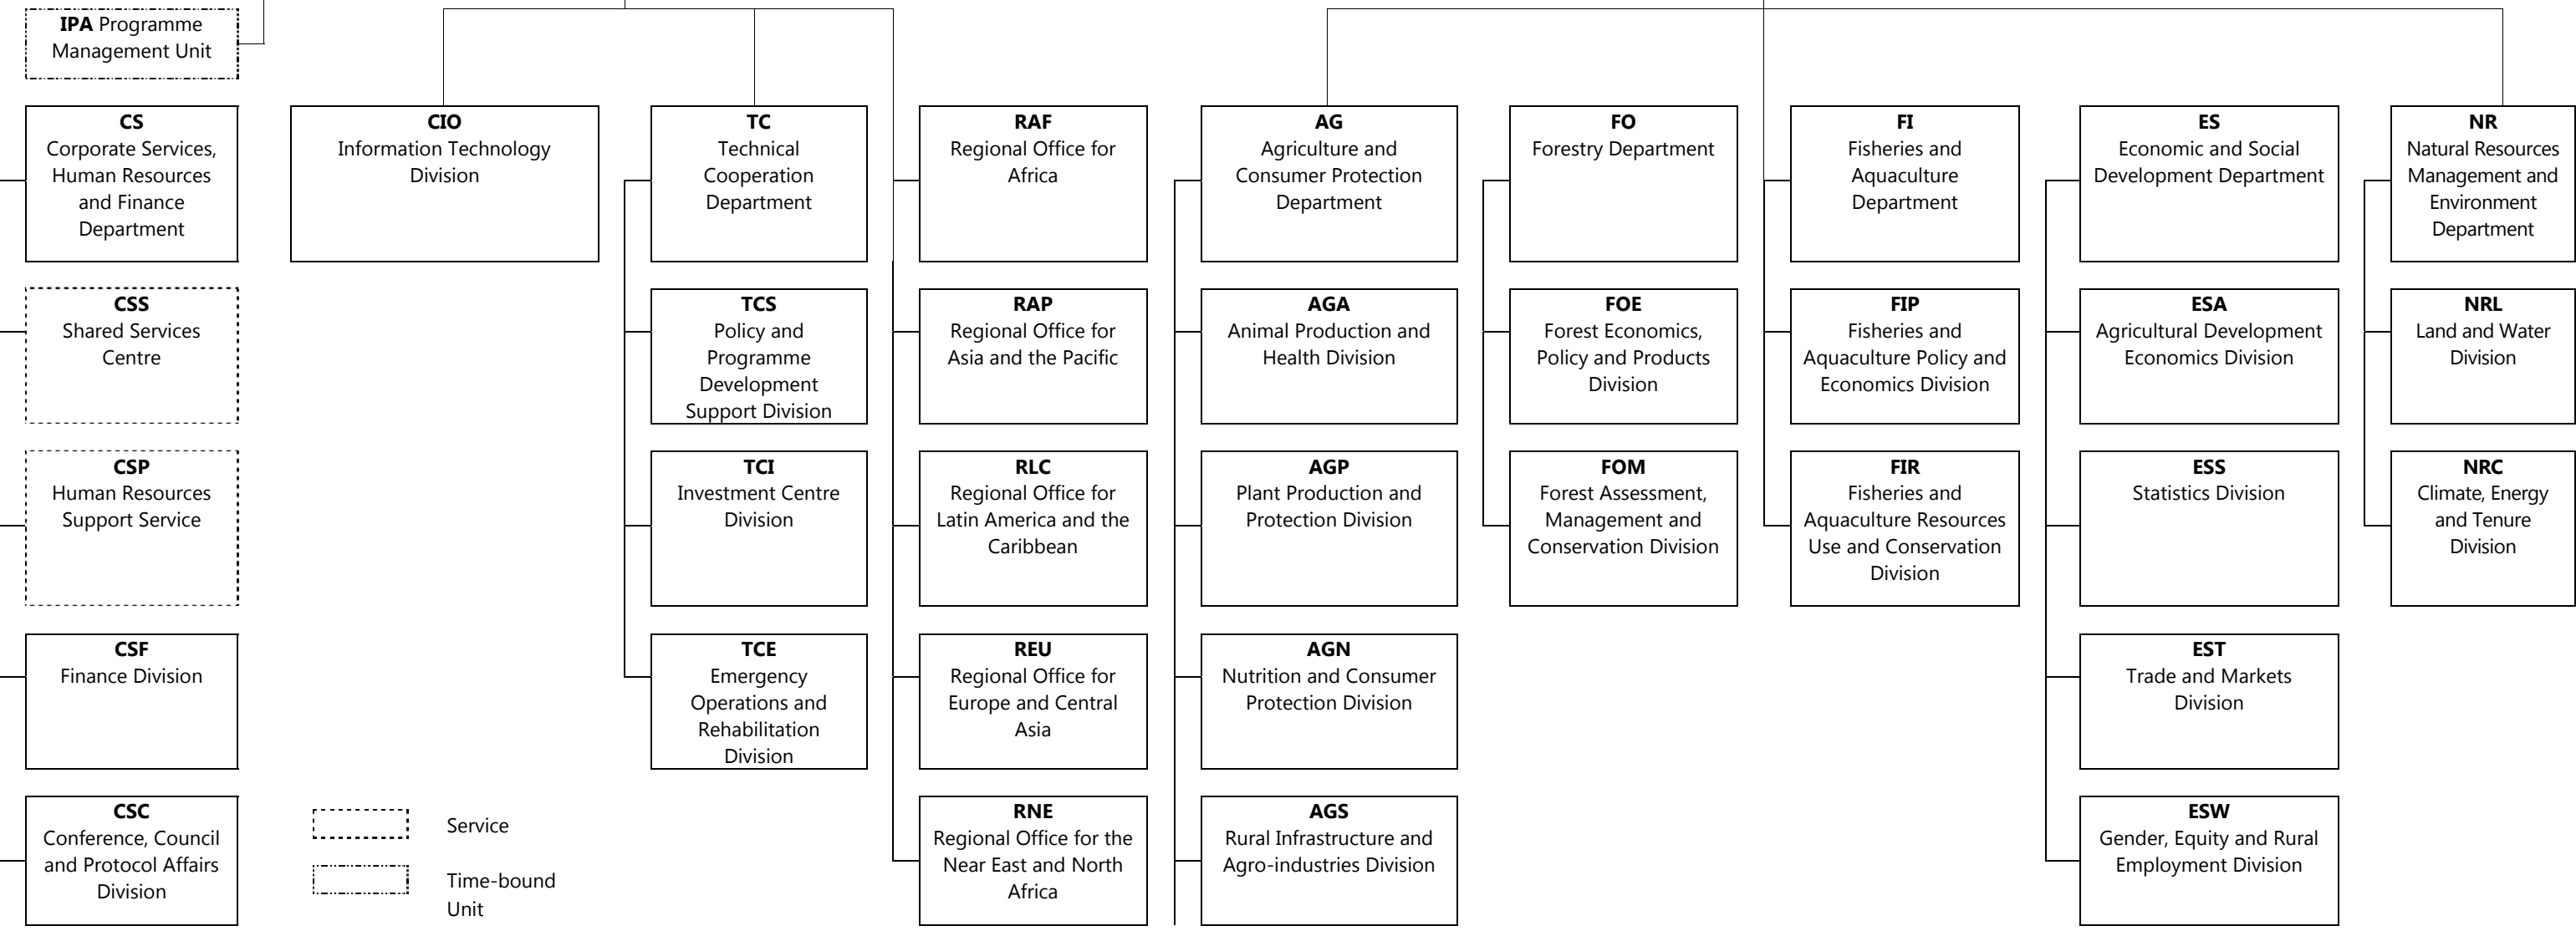 IPA Programme
Management Unit
CS
Corporate Services,
Human Resources
and Finance
Department
CIO
Information Technology
Division
TC
Technical
Cooperation
Department
RAF
Regional Office for
Africa
AG
Agriculture and
Consumer Protection
Department
FO
Forestry Department
FI
Fisheries and
Aquaculture
Department
ES
Economic and Social
Development Department
NR
Natural Resources
Management and
Environment
Department
CSS
Shared Services
Centre
TCS
Policy and
Programme
Development
Support Division
RAP
Regional Office for
Asia and the Pacific
AGA
Animal Production and
Health Division
FOE
Forest Economics,
Policy and Products
Division
FIP
Fisheries and
Aquaculture Policy and
Economics Division
ESA
Agricultural Development
Economics Division
NRL
Land and Water
Division
CSP
Human Resources
Support Service
TCI
Investment Centre
Division
RLC
Regional Office for
Latin America and the
Caribbean
AGP
Plant Production and
Protection Division
FOM
Forest Assessment,
Management and
Conservation Division
FIR
Fisheries and
Aquaculture Resources
Use and Conservation
Division
ESS
Statistics Division
NRC
Climate, Energy
and Tenure
Division
CSF
Finance Division
TCE
Emergency
Operations and
Rehabilitation
Division
REU
Regional Office for
Europe and Central
Asia
AGN
Nutrition and Consumer
Protection Division
EST
Trade and Markets
Division
CSC
Conference, Council
and Protocol Affairs
Division
Service
Time-bound
Unit
RNE
Regional Office for the
Near East and North
Africa
AGS
Rural Infrastructure and
Agro-industries Division
ESW
Gender, Equity and Rural
Employment Division